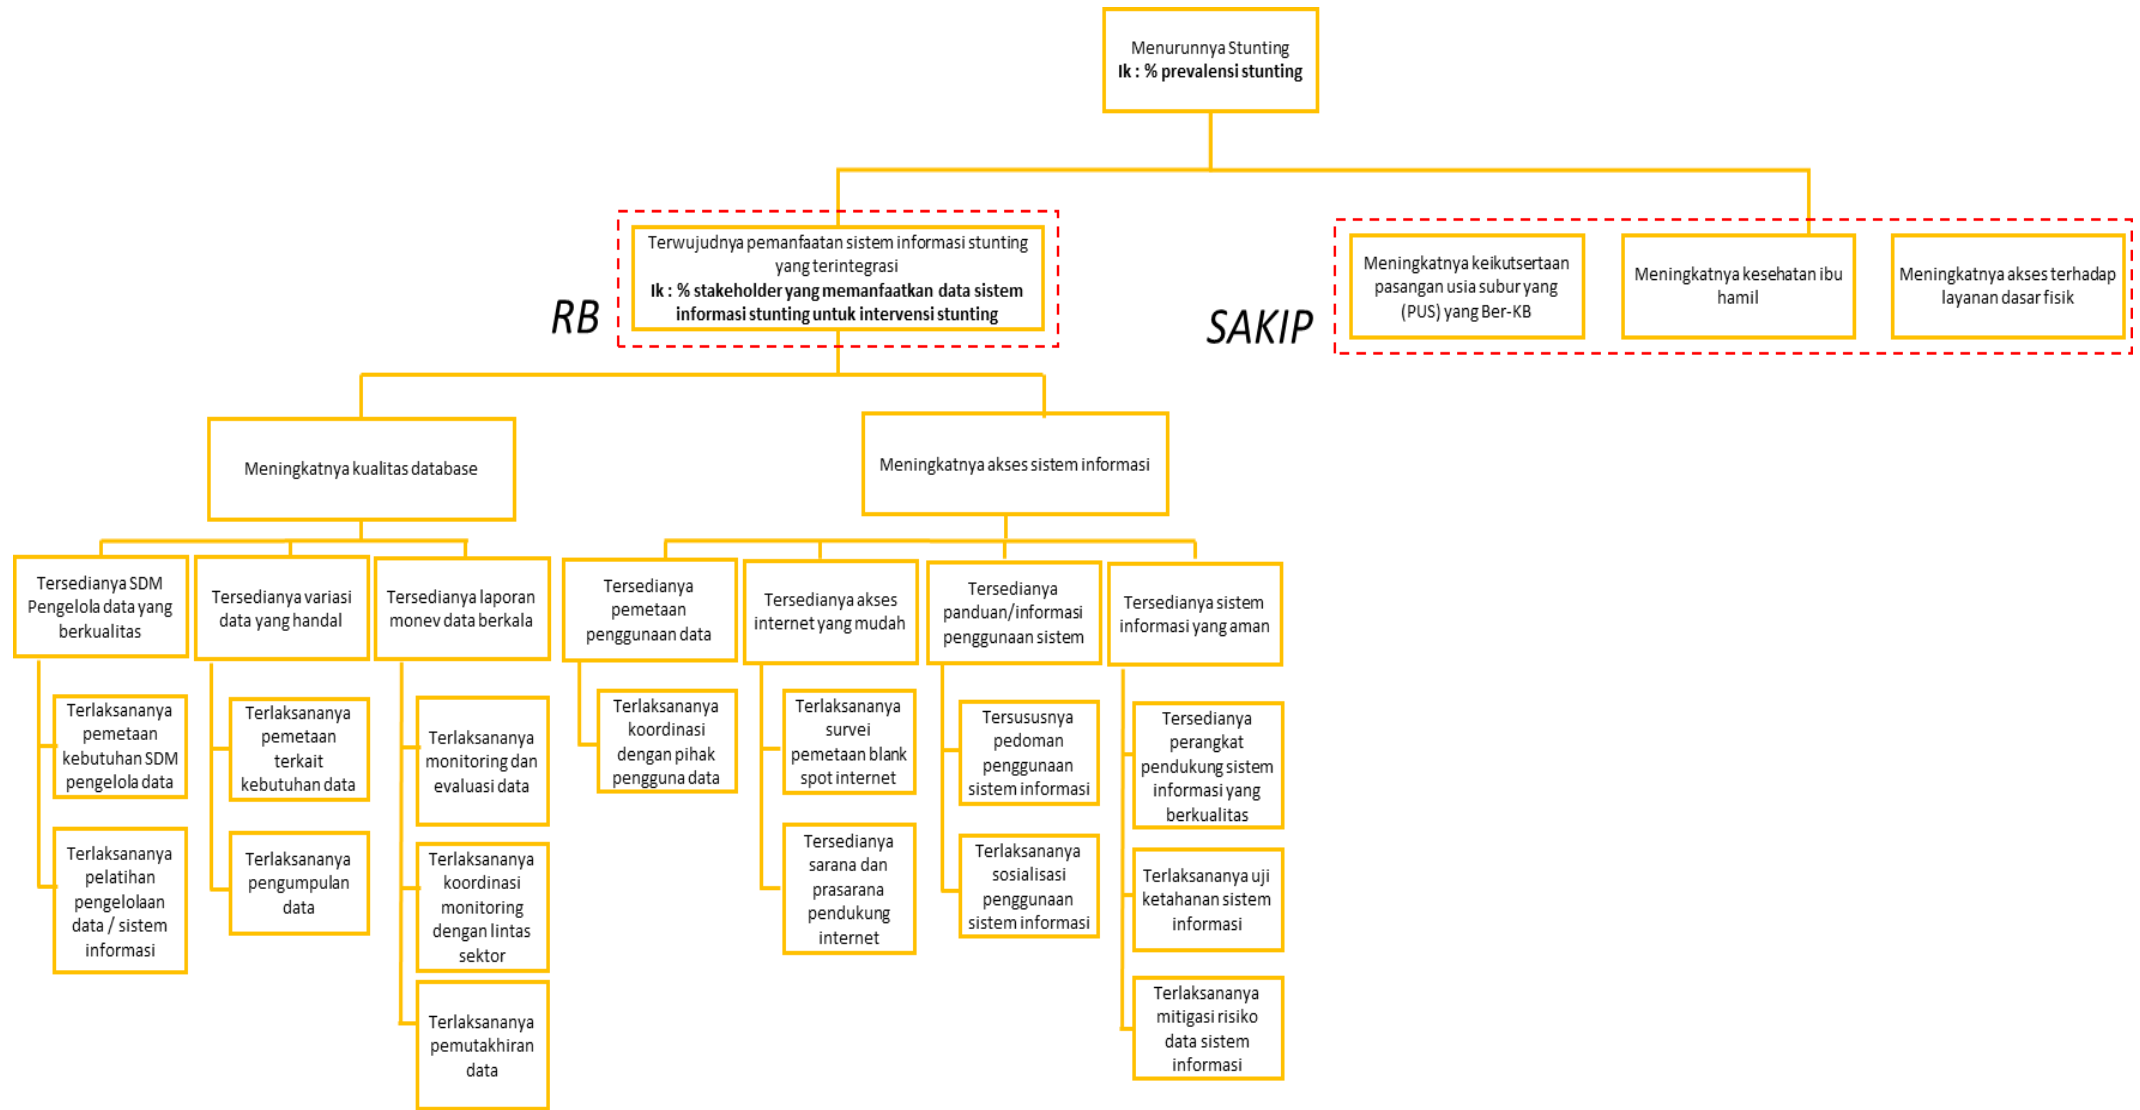 Menurunnya Stunting
Ik : % prevalensi stunting
Terwujudnya pemanfaatan sistem informasi stunting
yang terintegrasi
Ik : % stakeholder yang memanfaatkan data sistem
informasi stunting untuk intervensi stunting
RB
SAKIP
Meningkatnya keikutsertaan
pasangan usia subur yang
(PUS) yang Ber-KB
Meningkatnya kesehatan ibu
hamil
Meningkatnya akses terhadap
layanan dasar fisik
Meningkatnya kualitas database
Meningkatnya akses sistem informasi
Tersedianya SDM
Pengelola data yang
berkualitas
Tersedianya variasi
data yang handal
Tersedianya laporan
monev data berkala
Tersedianya
pemetaan
penggunaan data
Tersedianya akses
internet yang mudah
Tersedianya
panduan/informasi
penggunaan sistem
Tersedianya sistem
informasi yang aman
Terlaksananya
pemetaan
kebutuhan SDM
pengelola data
Terlaksananya
pelatihan
pengelolaan
data / sistem
informasi
Terlaksananya
pemetaan
terkait
kebutuhan data
Terlaksananya
pengumpulan
data
Terlaksananya
monitoring dan
evaluasi data
Terlaksananya
koordinasi
monitoring
dengan lintas
sektor
Terlaksananya
pemutakhiran
data
Terlaksananya
koordinasi
dengan pihak
pengguna data
Terlaksananya
survei
pemetaan blank
spot internet
Tersedianya
sarana dan
prasarana
pendukung
internet
Tersususnya
pedoman
penggunaan
sistem informasi
Terlaksananya
sosialisasi
penggunaan
sistem informasi
Tersedianya
perangkat
pendukung sistem
informasi yang
berkualitas
Terlaksananya uji
ketahanan sistem
informasi
Terlaksananya
mitigasi risiko
data sistem
informasi